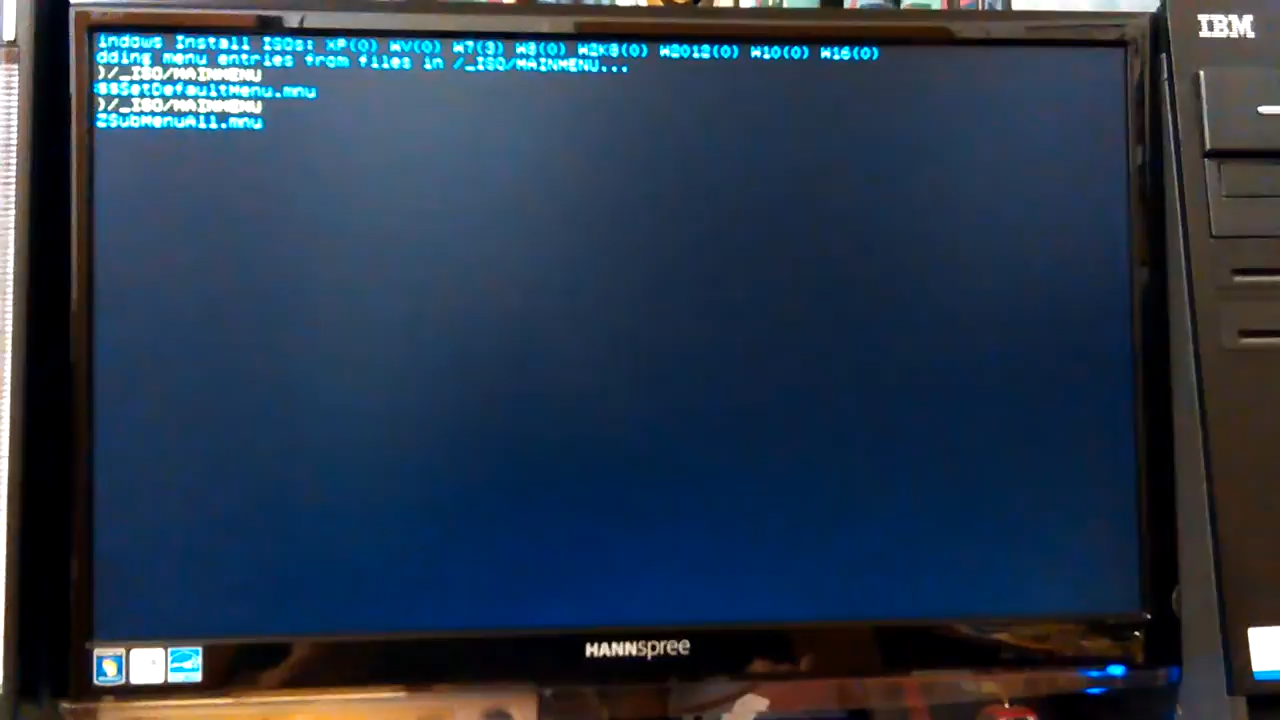 indows Install ISOs: XP(0) WV(0) W7(3) W8(0) W2K8(0) W2012(0) W10(0) W16(0)
dding menu entries from files in /_ISO/MAINMENU...
)/_ISO/MAINMENU
$$SetDefaultMenu.mnu
)/_ISO/MAINMENU
ZSubMenuAll.mnu
HANNspree
IBM